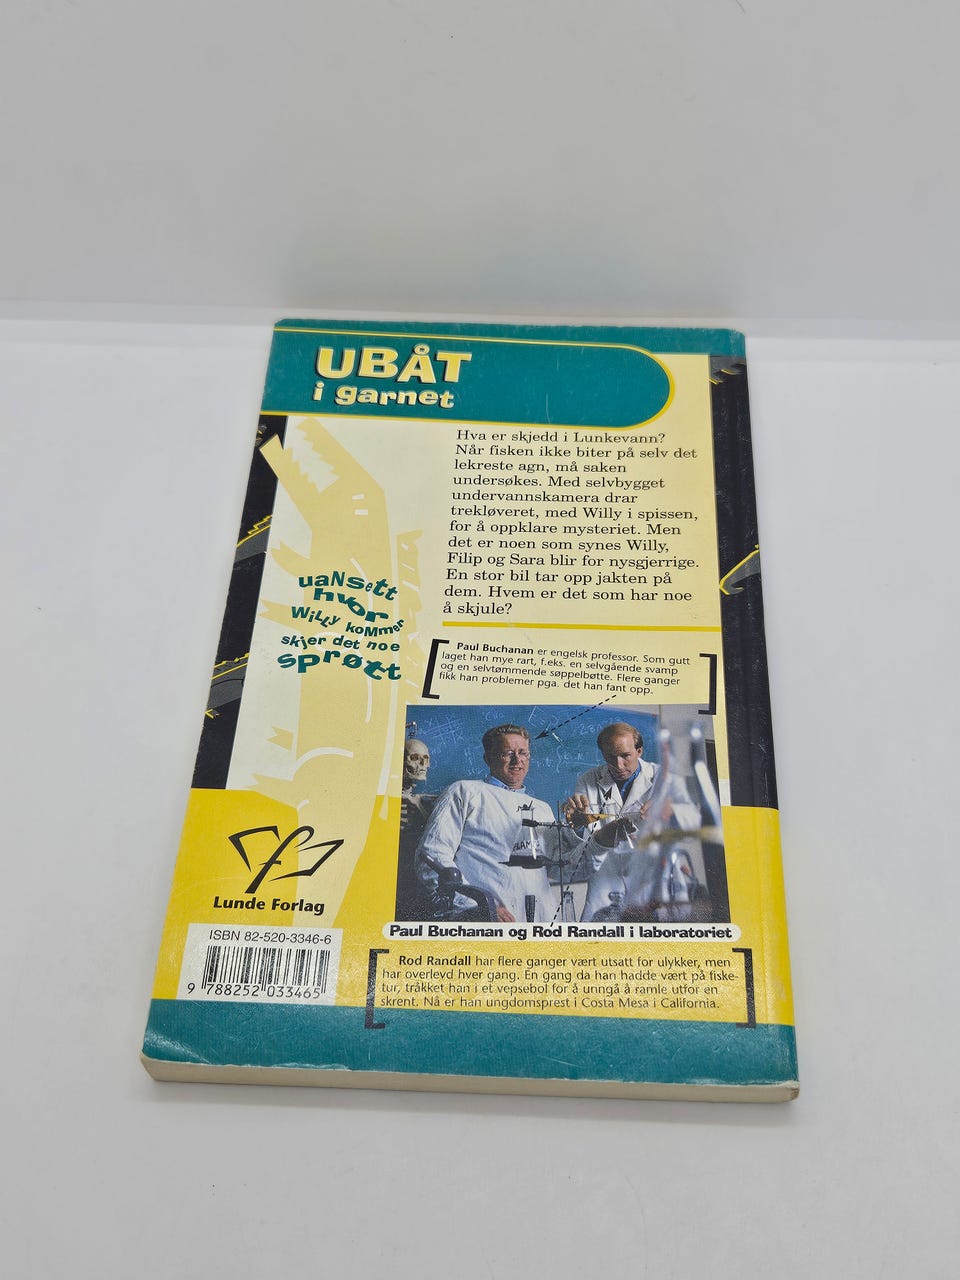 UBÅT
i garnet
Hva er skjedd i Lunkevann?
Når fisken ikke biter på selv det
lekreste agn, må saken
undersøkes. Med selvbygget
undervannskamera drar
trekløveret, med Willy i spissen,
for å oppklare mysteriet. Men
det er noen som synes Willy,
Filip og Sara blir for nysgjerrige.
En stor bil tar opp jakten på
dem. Hvem er det som har noe
å skjule?
uaNsett
hvor
WiLLy koMmer
skjer det noe
sprøtt
Paul Buchanan er engelsk professor. Som gutt
laget han mye rart, f.eks. en selvgående svamp
og en selvtømmende søppelbøtte. Flere ganger
fikk han problemer pga. det han fant opp.
Paul Buchanan og Rod Randall i laboratoriet
Rod Randall har flere ganger vært utsatt for ulykker, men
har overlevd hver gang. En gang da han hadde vært på fiske-
tur, tråkket han i et vepsebol for å unngå å ramle utfor en
skrent. Nå er han ungdomsprest i Costa Mesa i California.
Lunde Forlag
ISBN 82-520-3346-6
9 788252 033465